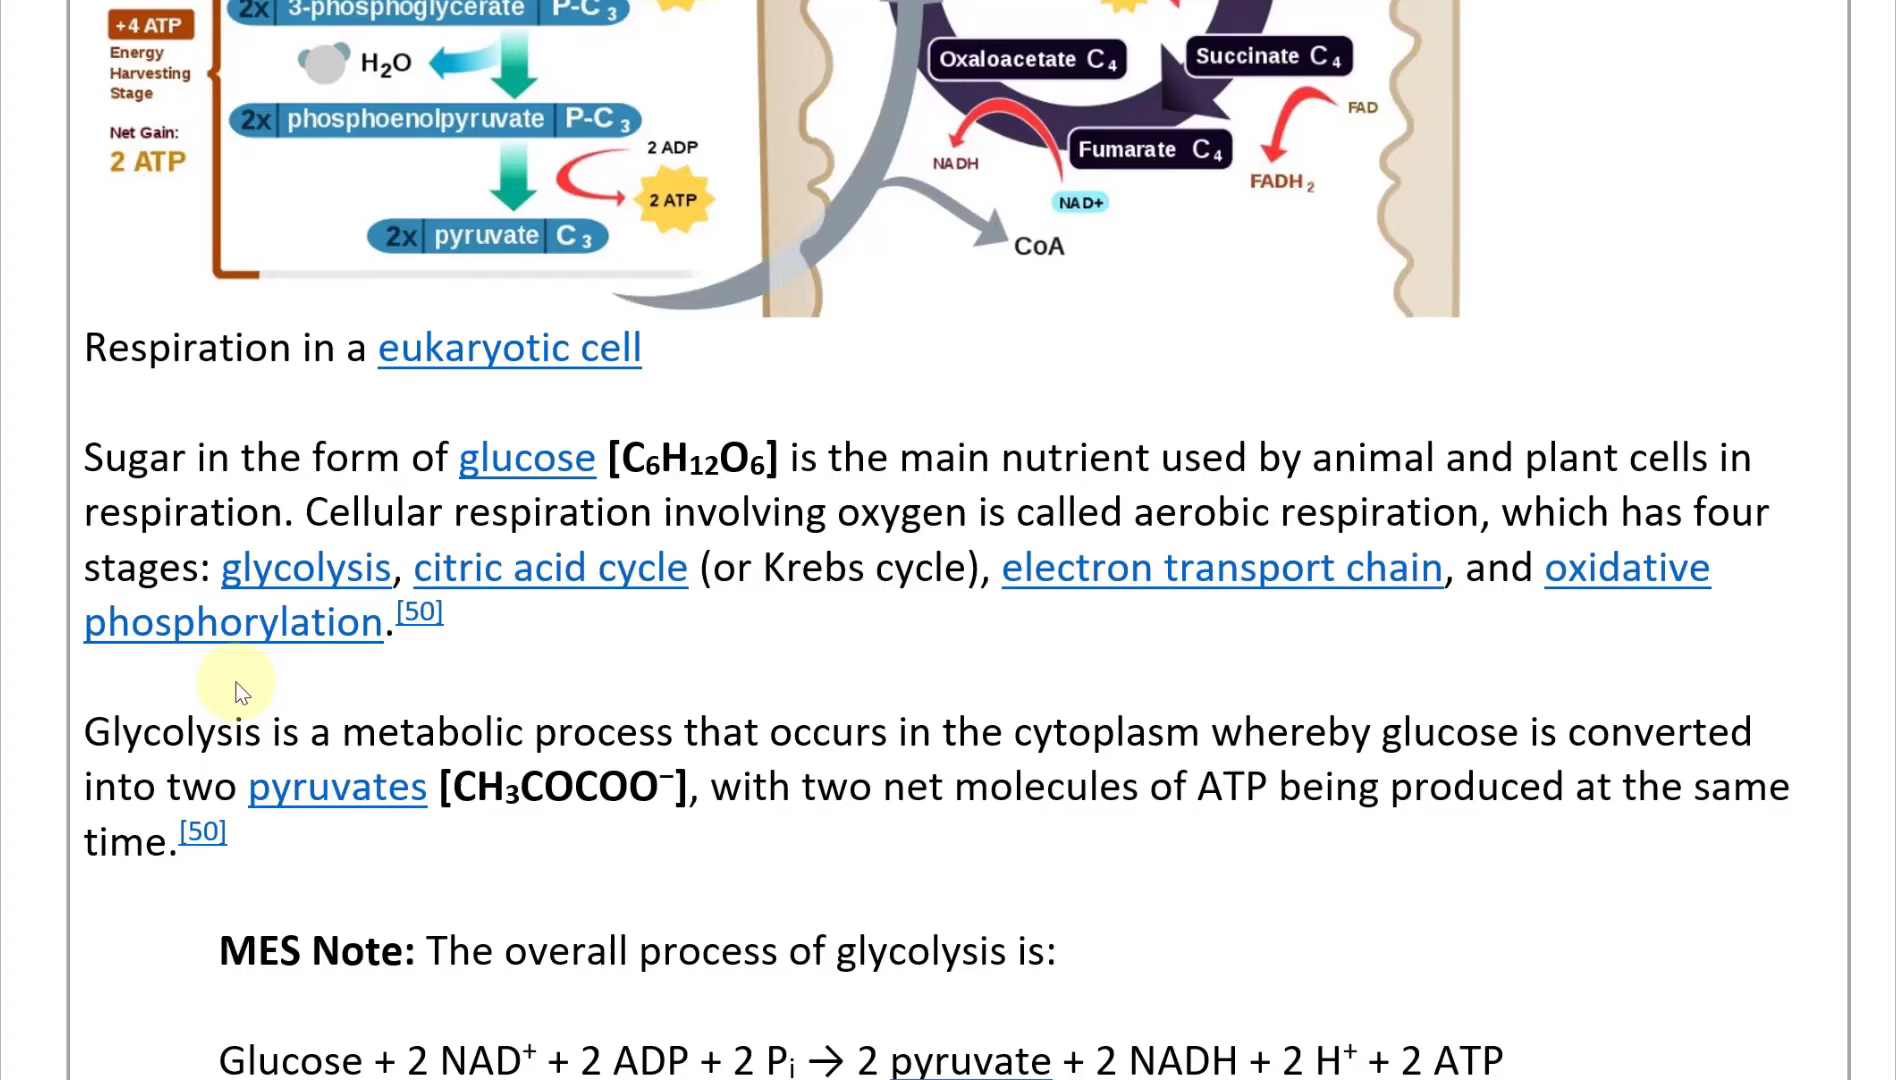 2x 3-phosphoglycerate P-C₃
+4 ATP
Energy
Harvesting
Stage
H₂O
Net Gain:
2 ATP
2x phosphoenolpyruvate P-C₃
2 ADP
2 ATP
2x pyruvate C₃
Oxaloacetate C₄
Succinate C₄
FAD
Fumarate C₄
NADH
FADH₂
NAD+
CoA
Respiration in a eukaryotic cell
Sugar in the form of glucose [C₆H₁₂O₆] is the main nutrient used by animal and plant cells in
respiration. Cellular respiration involving oxygen is called aerobic respiration, which has four
stages: glycolysis, citric acid cycle (or Krebs cycle), electron transport chain, and oxidative
phosphorylation.[50]
Glycolysis is a metabolic process that occurs in the cytoplasm whereby glucose is converted
into two pyruvates [CH₃COCOO⁻], with two net molecules of ATP being produced at the same
time.[50]
MES Note: The overall process of glycolysis is:
Glucose + 2 NAD⁺ + 2 ADP + 2 Pᵢ → 2 pyruvate + 2 NADH + 2 H⁺ + 2 ATP